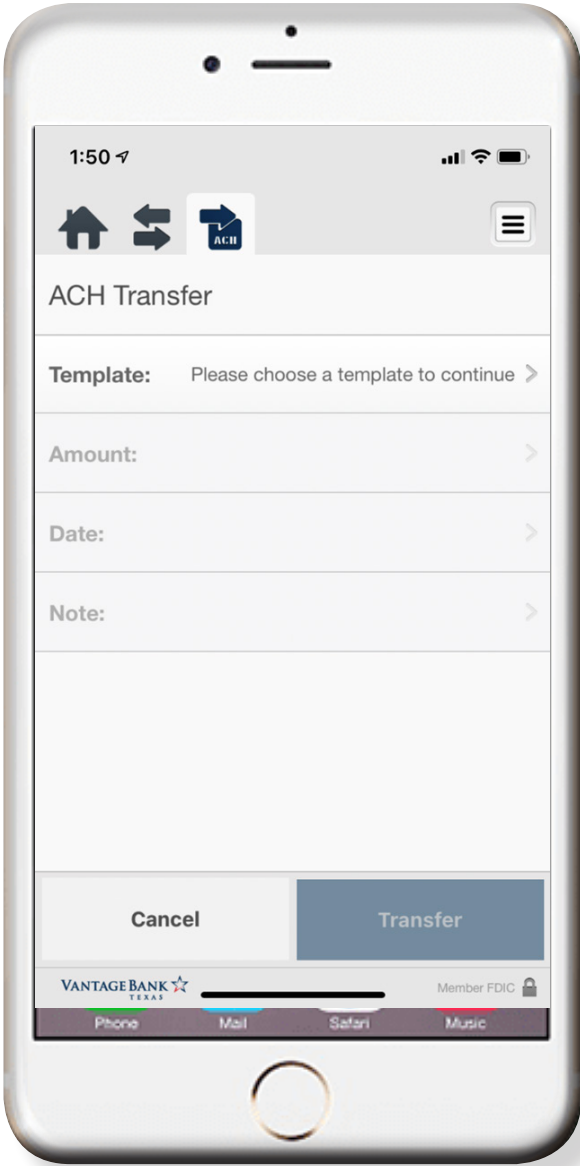 1:50
ACH
ACH Transfer
Template: Please choose a template to continue
Amount:
Date:
Note:
Cancel Transfer
VANTAGE BANK
TEXAS
Member FDIC
Phone Mail Safari Music